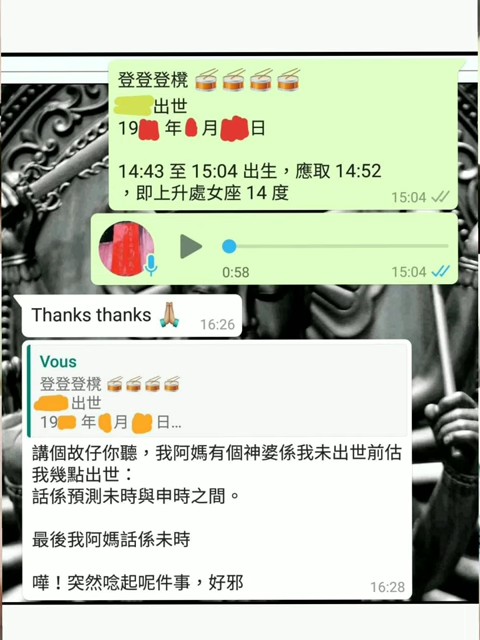 登登登櫈 🥁🥁🥁🥁
出世
19 年 月 日
14:43 至 15:04 出生，應取 14:52
，即上升處女座 14 度
15:04
0:58 15:04
Thanks thanks 🙏🏽
16:26
Vous
登登登櫈 🥁🥁🥁🥁
出世
19 年 月 日...
講個故仔你聽，我阿媽有個神婆係我未出世前估
我幾點出世：
話係預測未時與申時之間。
最後我阿媽話係未時
嘩！突然唸起呢件事，好邪
16:28